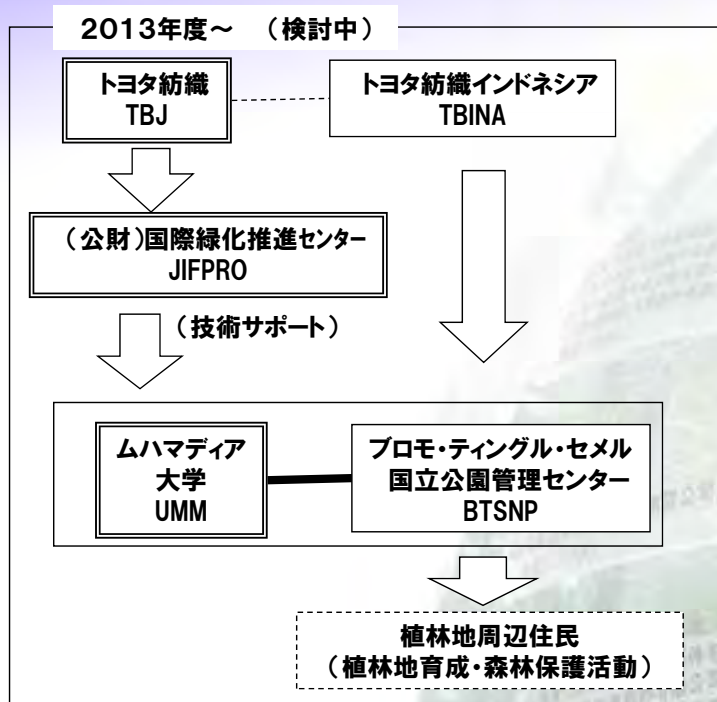 2013年度～　（検討中）
トヨタ紡織
TBJ
トヨタ紡織インドネシア
TBINA
（公財）国際緑化推進センター
JIFPRO
（技術サポート）
ムハマディア
大学
UMM
ブロモ・ティングル・セメル
国立公園管理センター
BTSNP
植林地周辺住民
（植林地育成・森林保護活動）